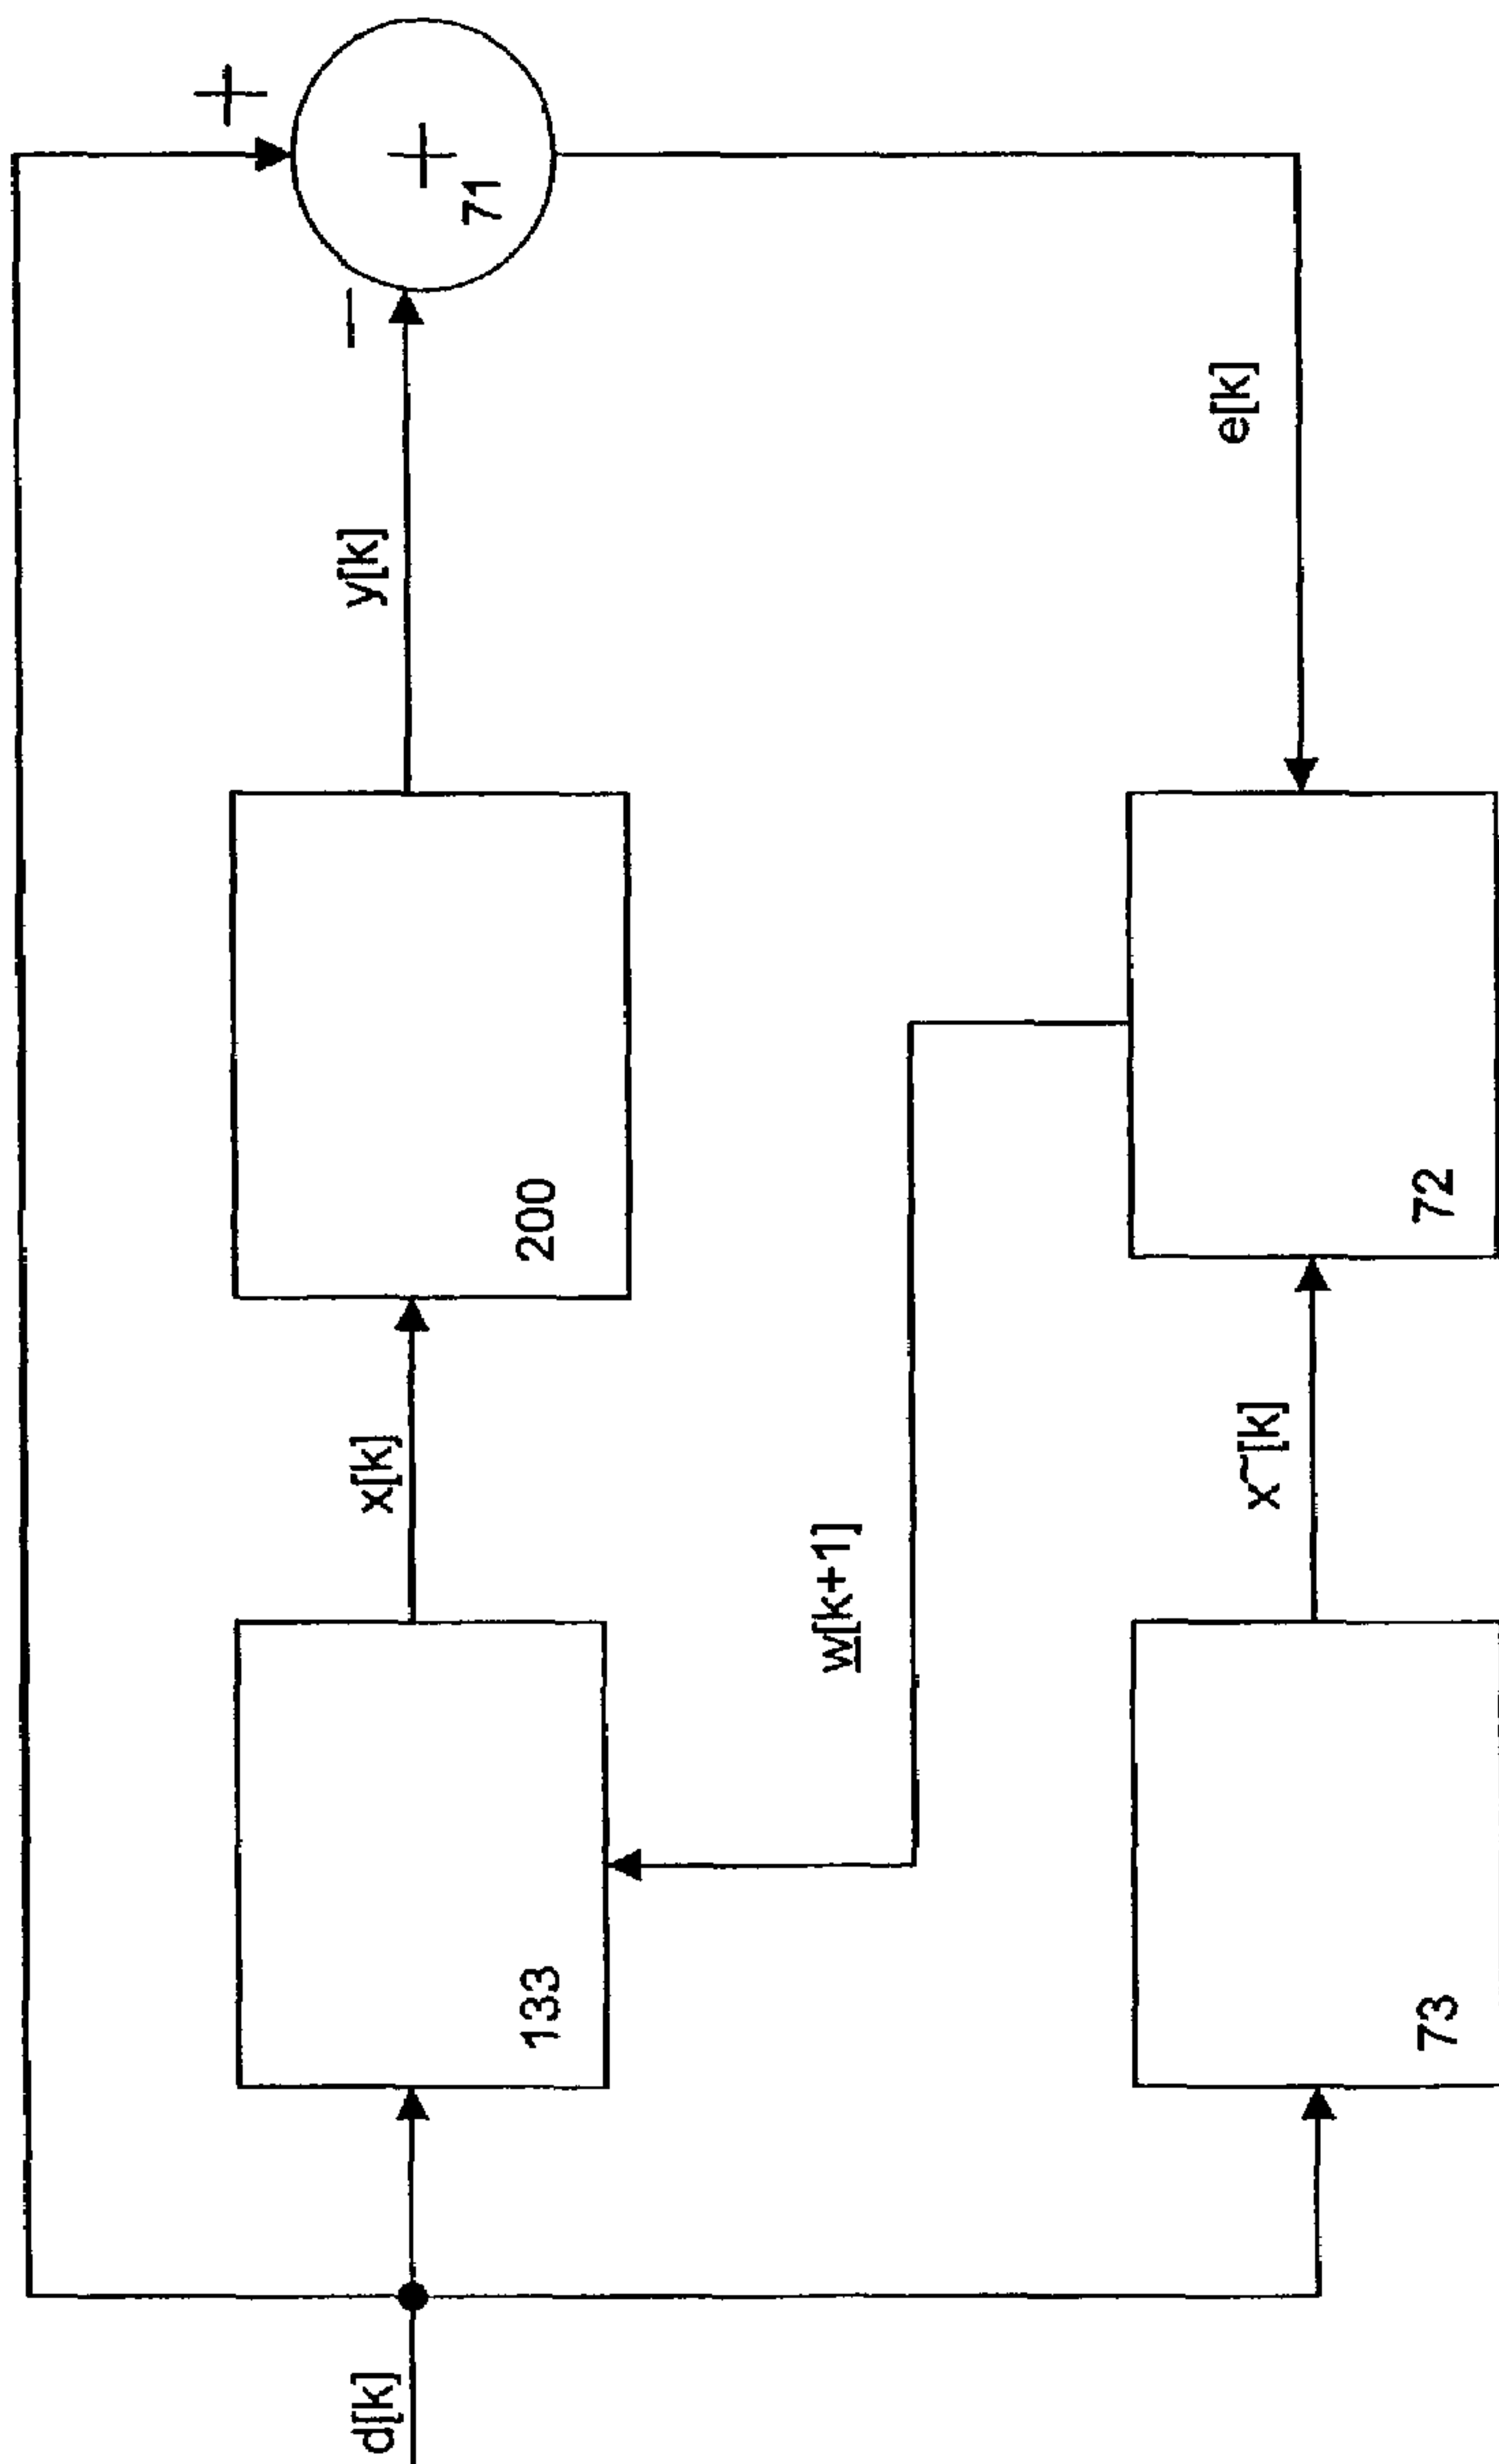 +
+
71
−
y[k]
e[k]
200
x[k]
72
x~[k]
w[k+1]
133
73
d[k]